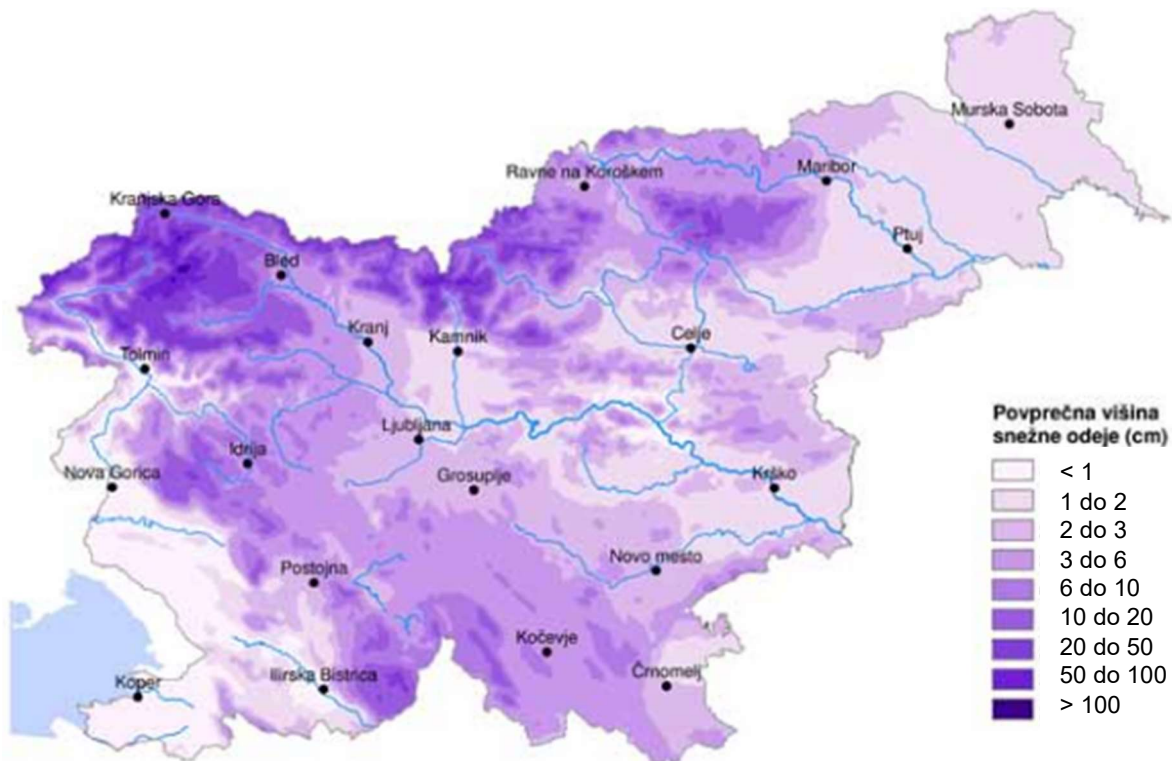 Murska Sobota
Ravne na Koroškem
Maribor
Kranjska Gora
Ptuj
Bled
Kranj
Kamnik
Celje
Tolmin
Ljubljana
Idrija
Nova Gorica
Grosuplje
Krško
Novo mesto
Postojna
Kočevje
Črnomelj
Ilirska Bistrica
Koper
Povprečna višina
snežne odeje (cm)
< 1
1 do 2
2 do 3
3 do 6
6 do 10
10 do 20
20 do 50
50 do 100
> 100